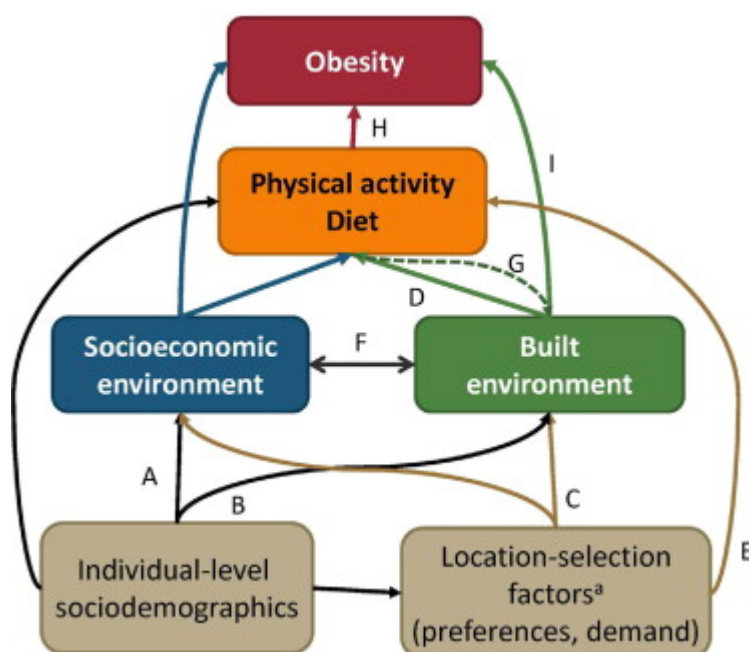 Obesity
H
I
Physical activity
Diet
G
D
Socioeconomic
environment
F
Built
environment
A
B
C
E
Individual-level
sociodemographics
Location-selection
factorsᵃ
(preferences, demand)